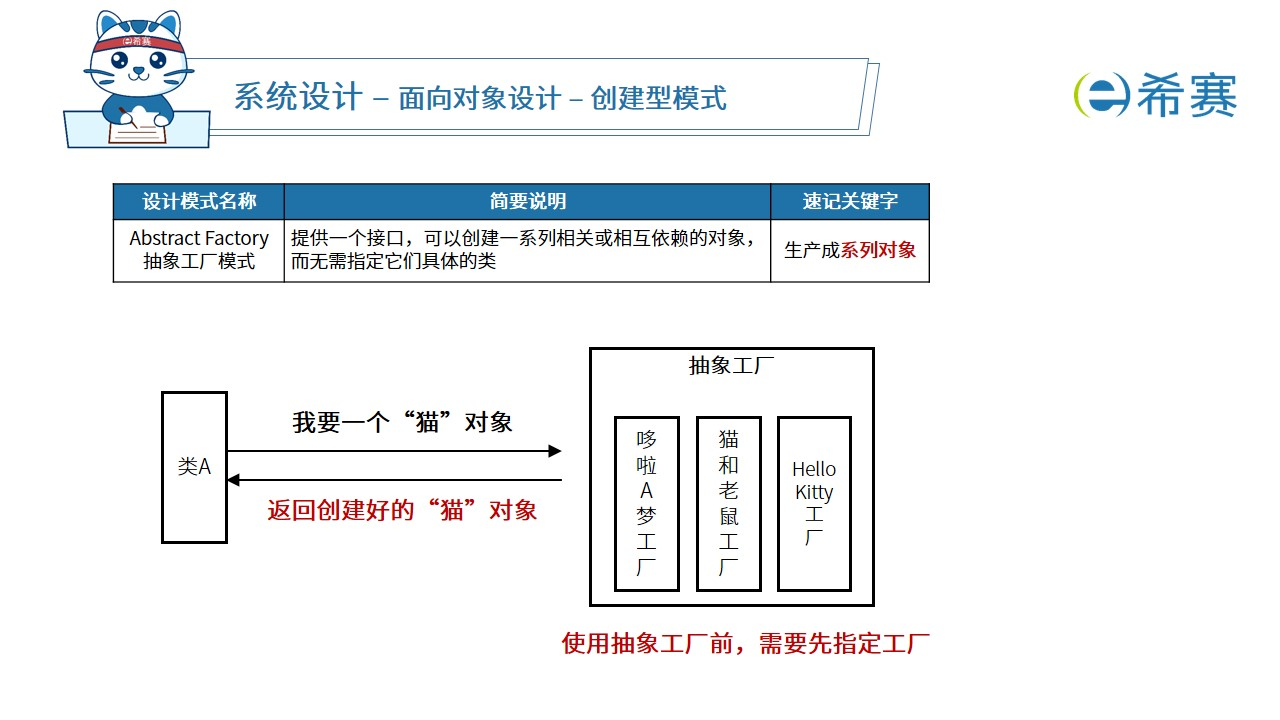 希赛
系统设计 – 面向对象设计 – 创建型模式
希赛
设计模式名称
简要说明
速记关键字
Abstract Factory
抽象工厂模式
提供一个接口，可以创建一系列相关或相互依赖的对象，
而无需指定它们具体的类
生产成系列对象
抽象工厂
我要一个“猫”对象
类A
返回创建好的“猫”对象
哆
啦
A
梦
工
厂
猫
和
老
鼠
工
厂
Hello
Kitty
工
厂
使用抽象工厂前，需要先指定工厂